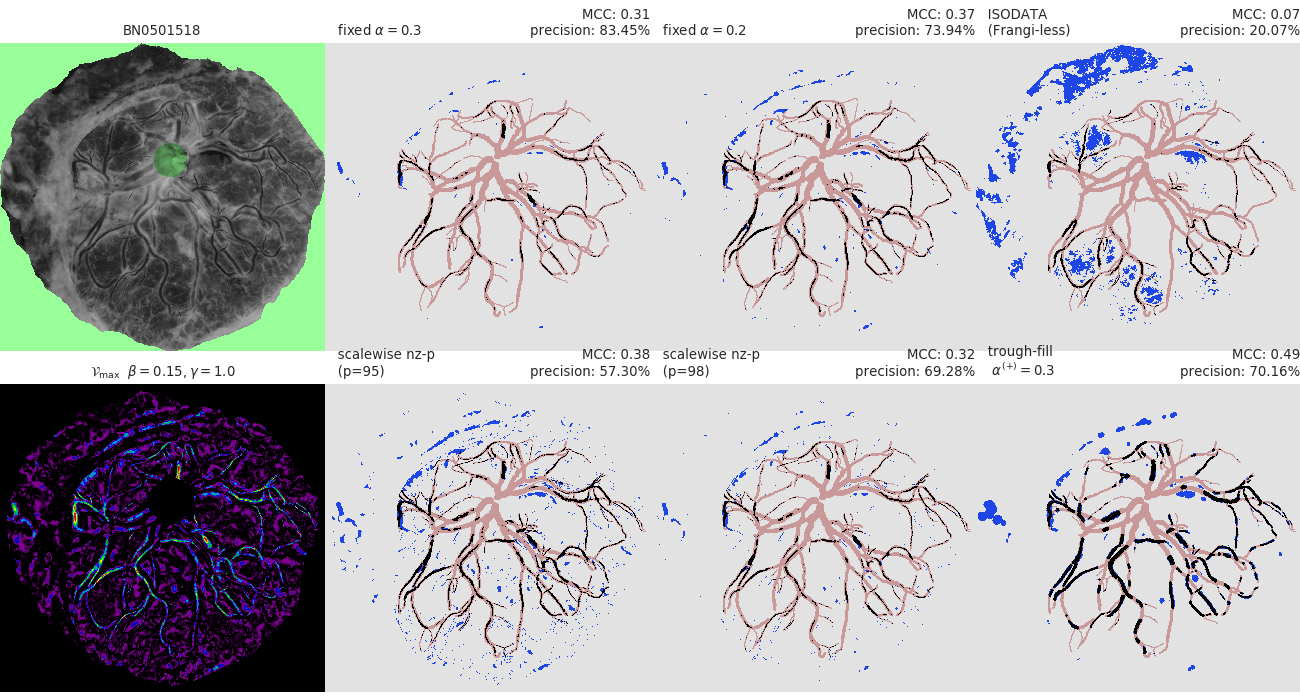 BN0501518
fixed α = 0.3
MCC: 0.31
precision: 83.45%
fixed α = 0.2
MCC: 0.37
precision: 73.94%
ISODATA
(Frangi-less)
MCC: 0.07
precision: 20.07%
𝒱max β = 0.15, γ = 1.0
scalewise nz-p
(p=95)
MCC: 0.38
precision: 57.30%
scalewise nz-p
(p=98)
MCC: 0.32
precision: 69.28%
trough-fill
α(+) = 0.3
MCC: 0.49
precision: 70.16%